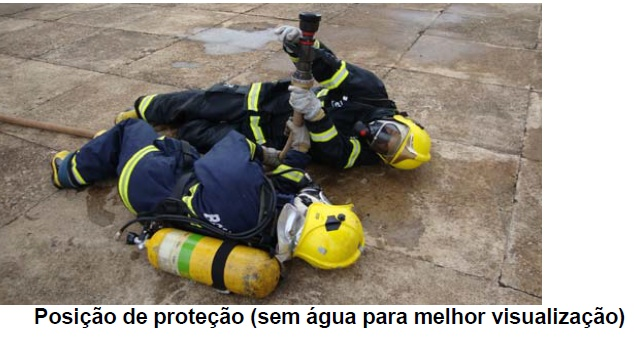 Posição de proteção (sem água para melhor visualização)